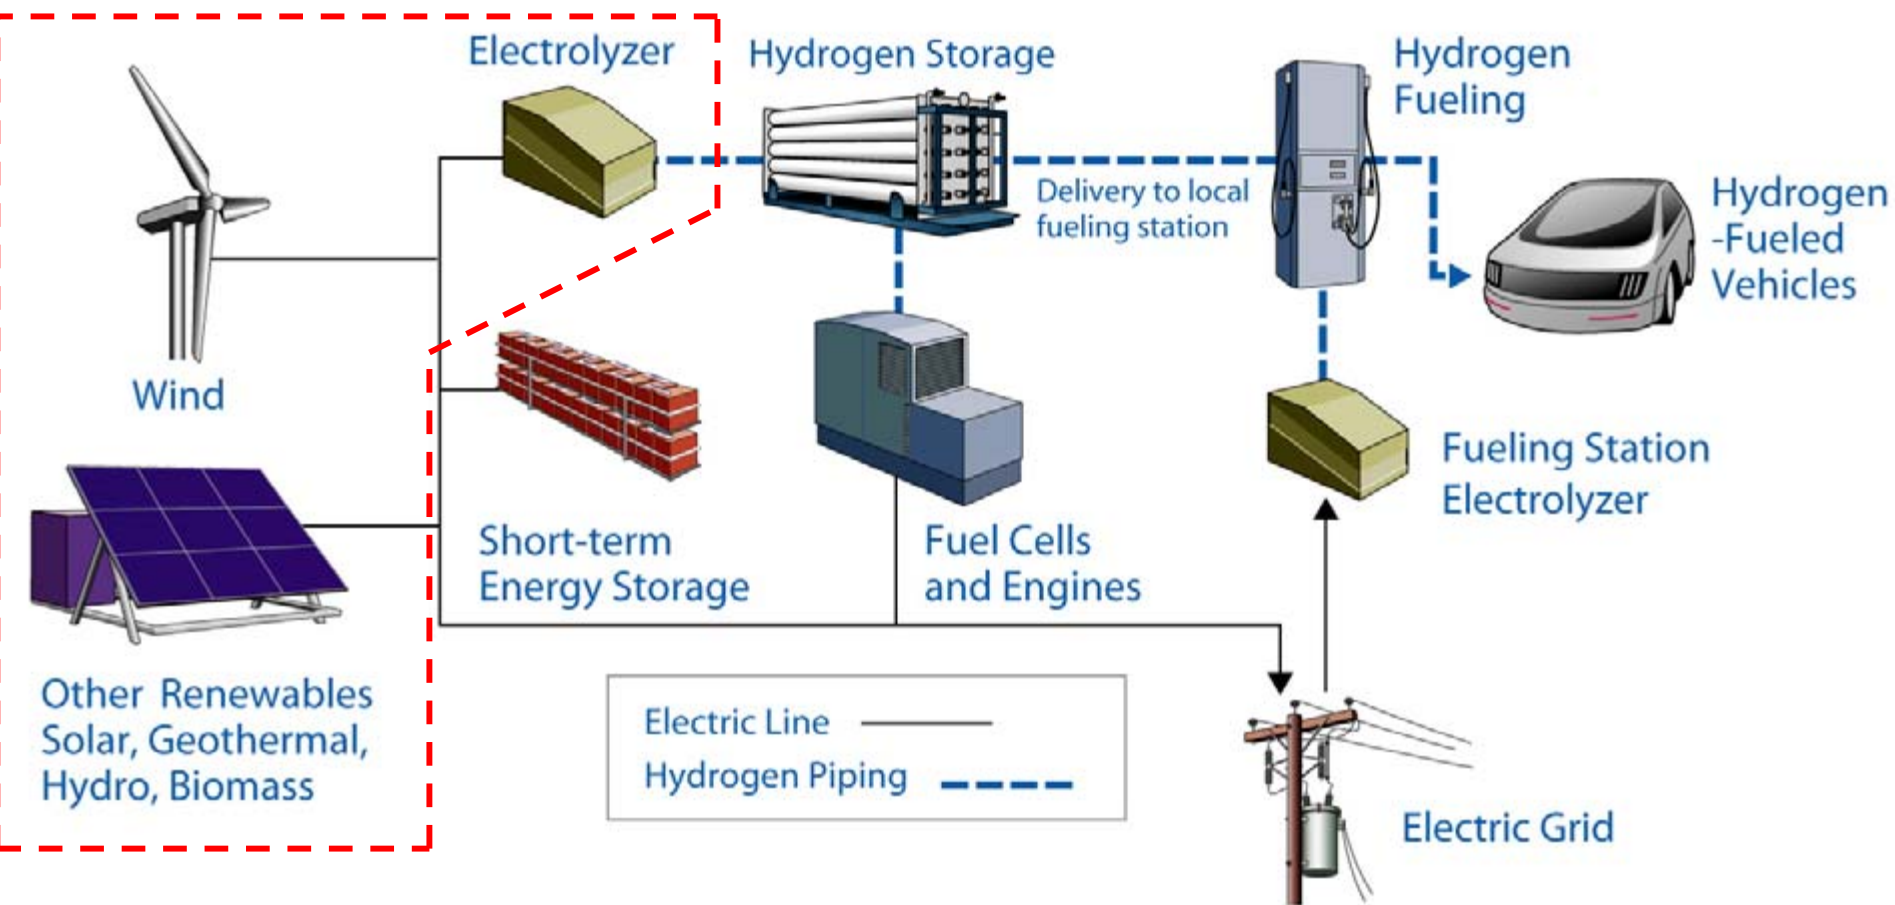 Electrolyzer
Hydrogen Storage
Hydrogen
Fueling
Delivery to local
fueling station
Hydrogen
-Fueled
Vehicles
Wind
Fueling Station
Electrolyzer
Short-term
Energy Storage
Fuel Cells
and Engines
Other Renewables
Solar, Geothermal,
Hydro, Biomass
Electric Line
Hydrogen Piping
Electric Grid